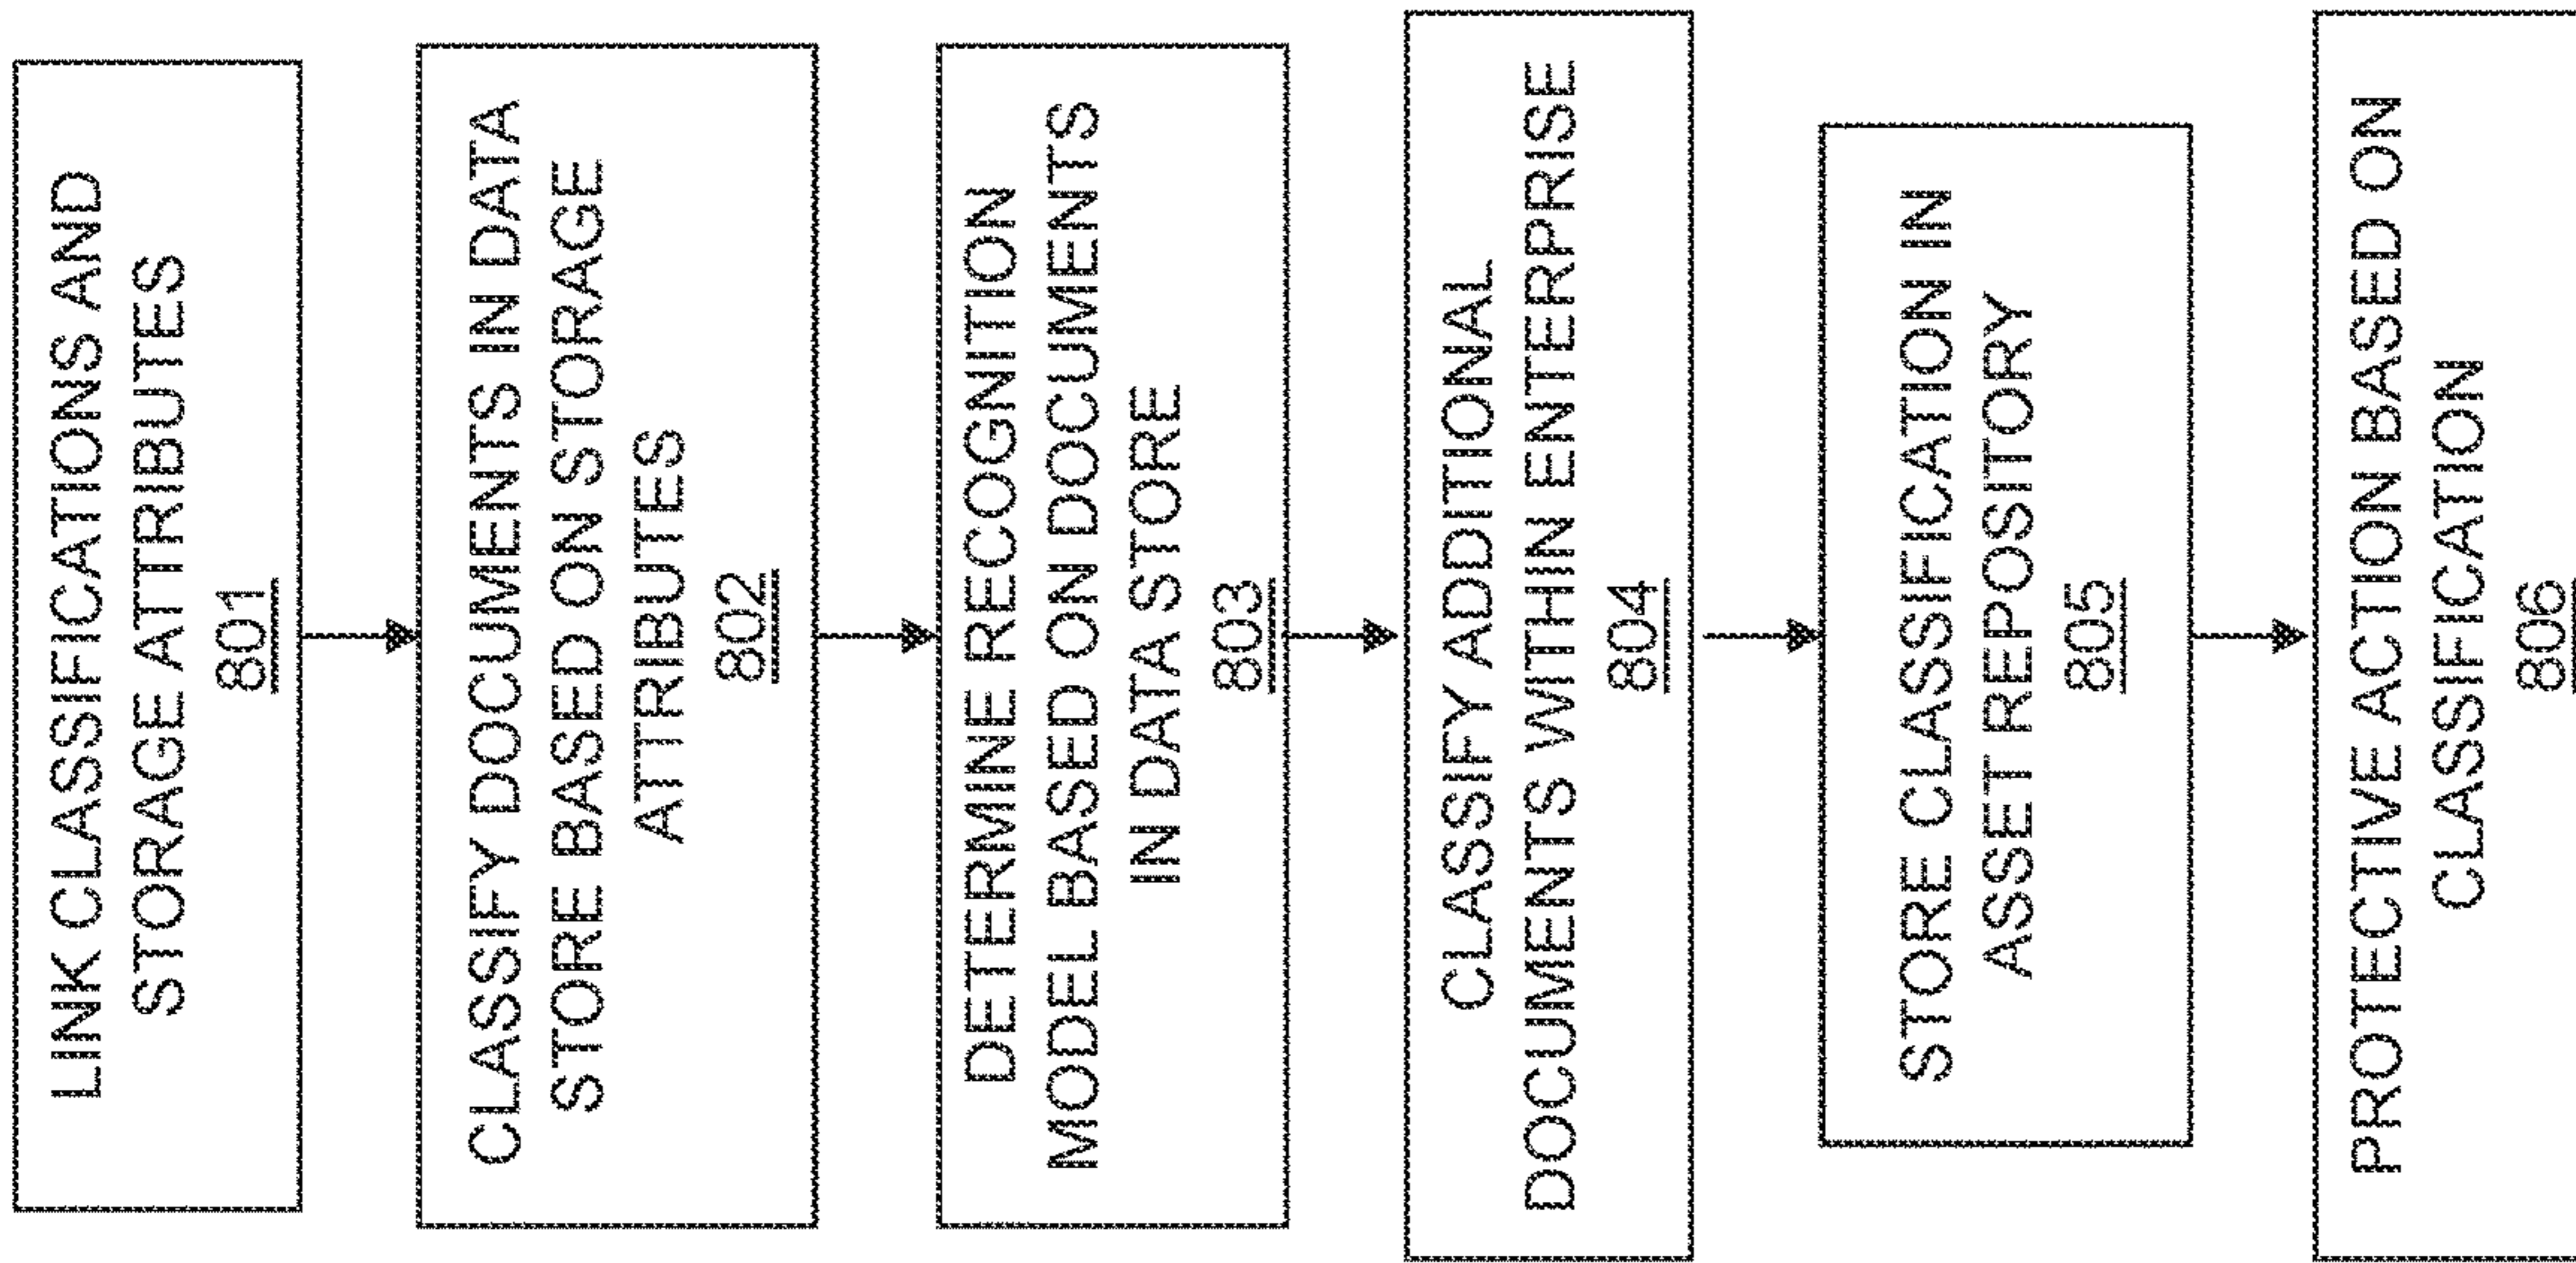 LINK CLASSIFICATIONS AND
STORAGE ATTRIBUTES
801
CLASSIFY DOCUMENTS IN DATA
STORE BASED ON STORAGE
ATTRIBUTES
802
DETERMINE RECOGNITION
MODEL BASED ON DOCUMENTS
IN DATA STORE
803
CLASSIFY ADDITIONAL
DOCUMENTS WITHIN ENTERPRISE
804
STORE CLASSIFICATION IN
ASSET REPOSITORY
805
PROTECTIVE ACTION BASED ON
CLASSIFICATION
806